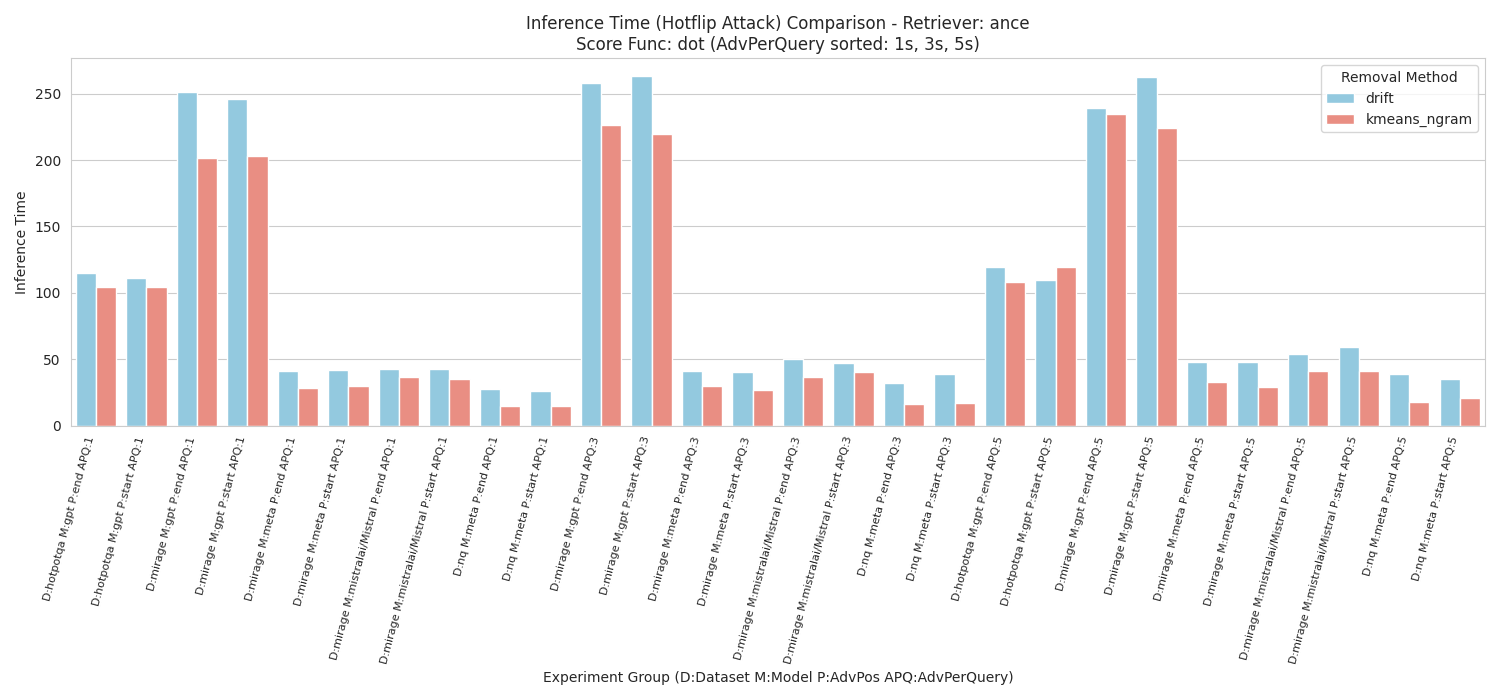 Inference Time (Hotflip Attack) Comparison - Retriever: ance
Score Func: dot (AdvPerQuery sorted: 1s, 3s, 5s)
Removal Method
drift
kmeans_ngram
Inference Time
250
200
150
100
50
0
D:hotpotqa M:gpt P:end APQ:1
D:hotpotqa M:gpt P:start APQ:1
D:mirage M:gpt P:end APQ:1
D:mirage M:gpt P:start APQ:1
D:mirage M:meta P:end APQ:1
D:mirage M:meta P:start APQ:1
D:mirage M:mistralai/Mistral P:end APQ:1
D:mirage M:mistralai/Mistral P:start APQ:1
D:nq M:meta P:end APQ:1
D:nq M:meta P:start APQ:1
D:mirage M:gpt P:end APQ:3
D:mirage M:gpt P:start APQ:3
D:mirage M:meta P:end APQ:3
D:mirage M:meta P:start APQ:3
D:mirage M:mistralai/Mistral P:end APQ:3
D:mirage M:mistralai/Mistral P:start APQ:3
D:nq M:meta P:end APQ:3
D:nq M:meta P:start APQ:3
D:hotpotqa M:gpt P:end APQ:5
D:hotpotqa M:gpt P:start APQ:5
D:mirage M:gpt P:end APQ:5
D:mirage M:gpt P:start APQ:5
D:mirage M:meta P:end APQ:5
D:mirage M:meta P:start APQ:5
D:mirage M:mistralai/Mistral P:end APQ:5
D:mirage M:mistralai/Mistral P:start APQ:5
D:nq M:meta P:end APQ:5
D:nq M:meta P:start APQ:5
Experiment Group (D:Dataset M:Model P:AdvPos APQ:AdvPerQuery)